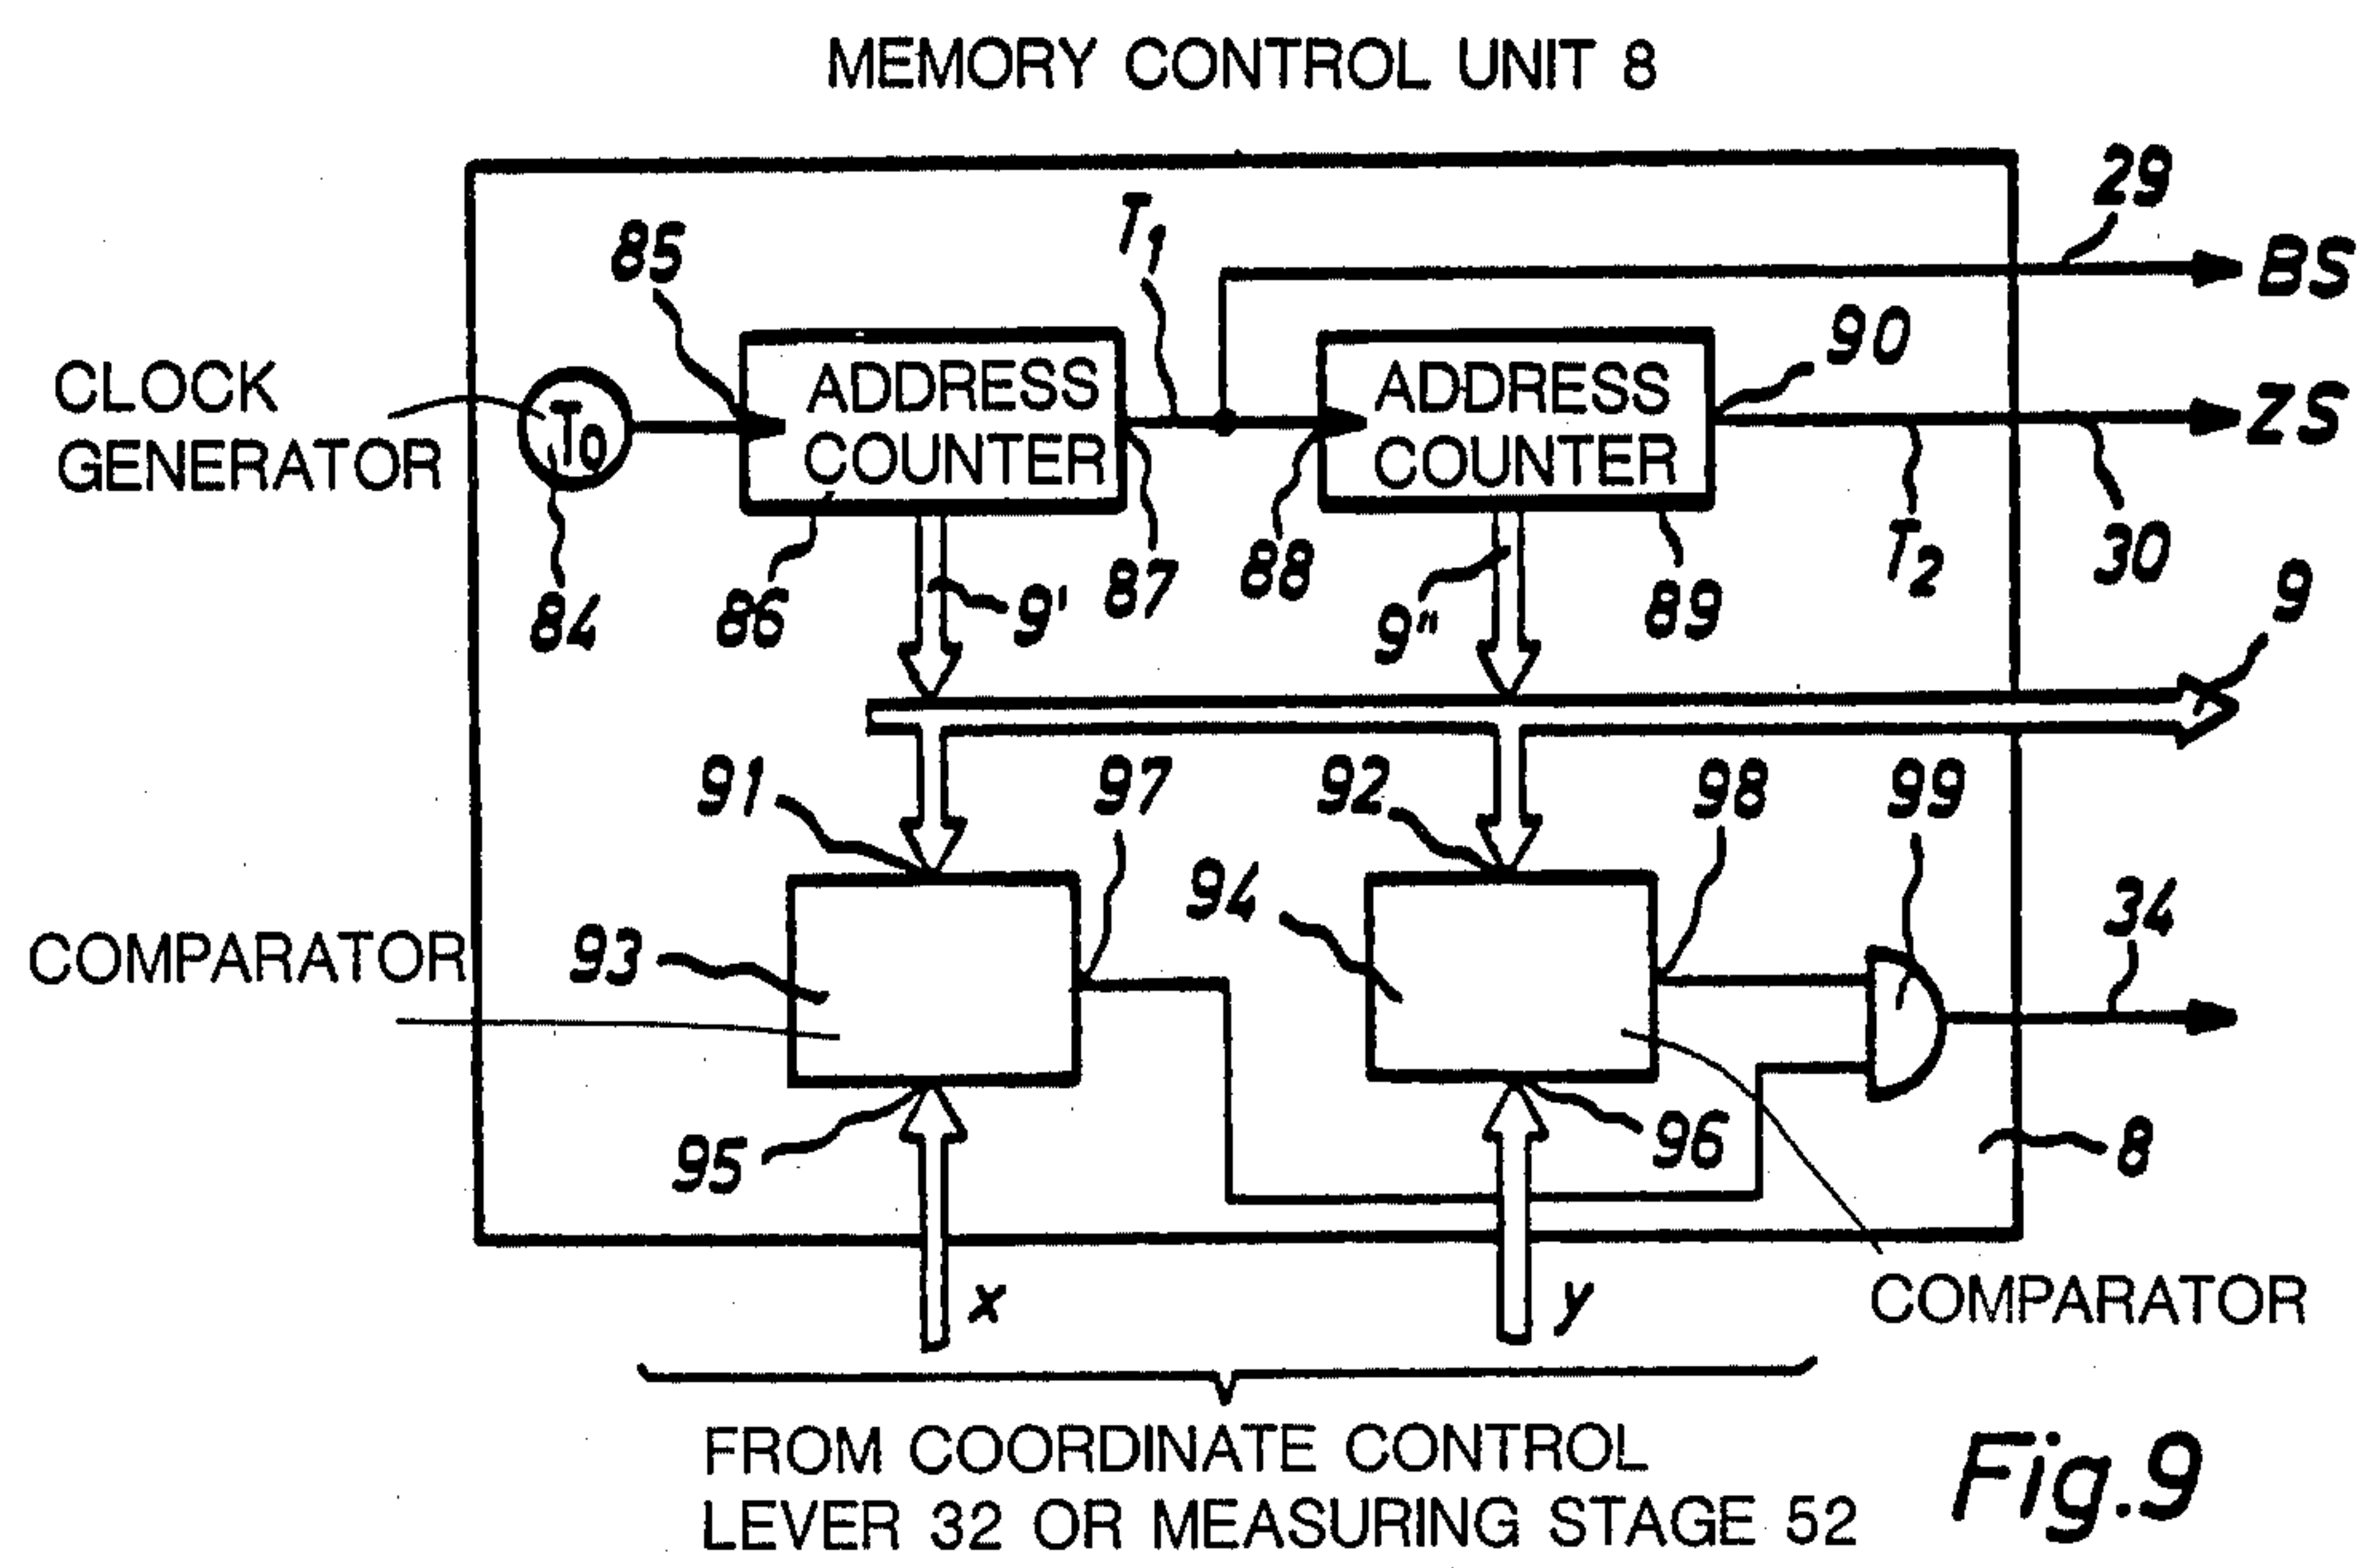 MEMORY CONTROL UNIT 8
29
85
T1
BS
90
CLOCK
GENERATOR
T0
ADDRESS
COUNTER
ADDRESS
COUNTER
ZS
84
86
9'
87
88
9"
89
T2
30
9
91
97
92
98
99
COMPARATOR
93
94
34
95
96
8
x
y
COMPARATOR
FROM COORDINATE CONTROL
LEVER 32 OR MEASURING STAGE 52
Fig.9